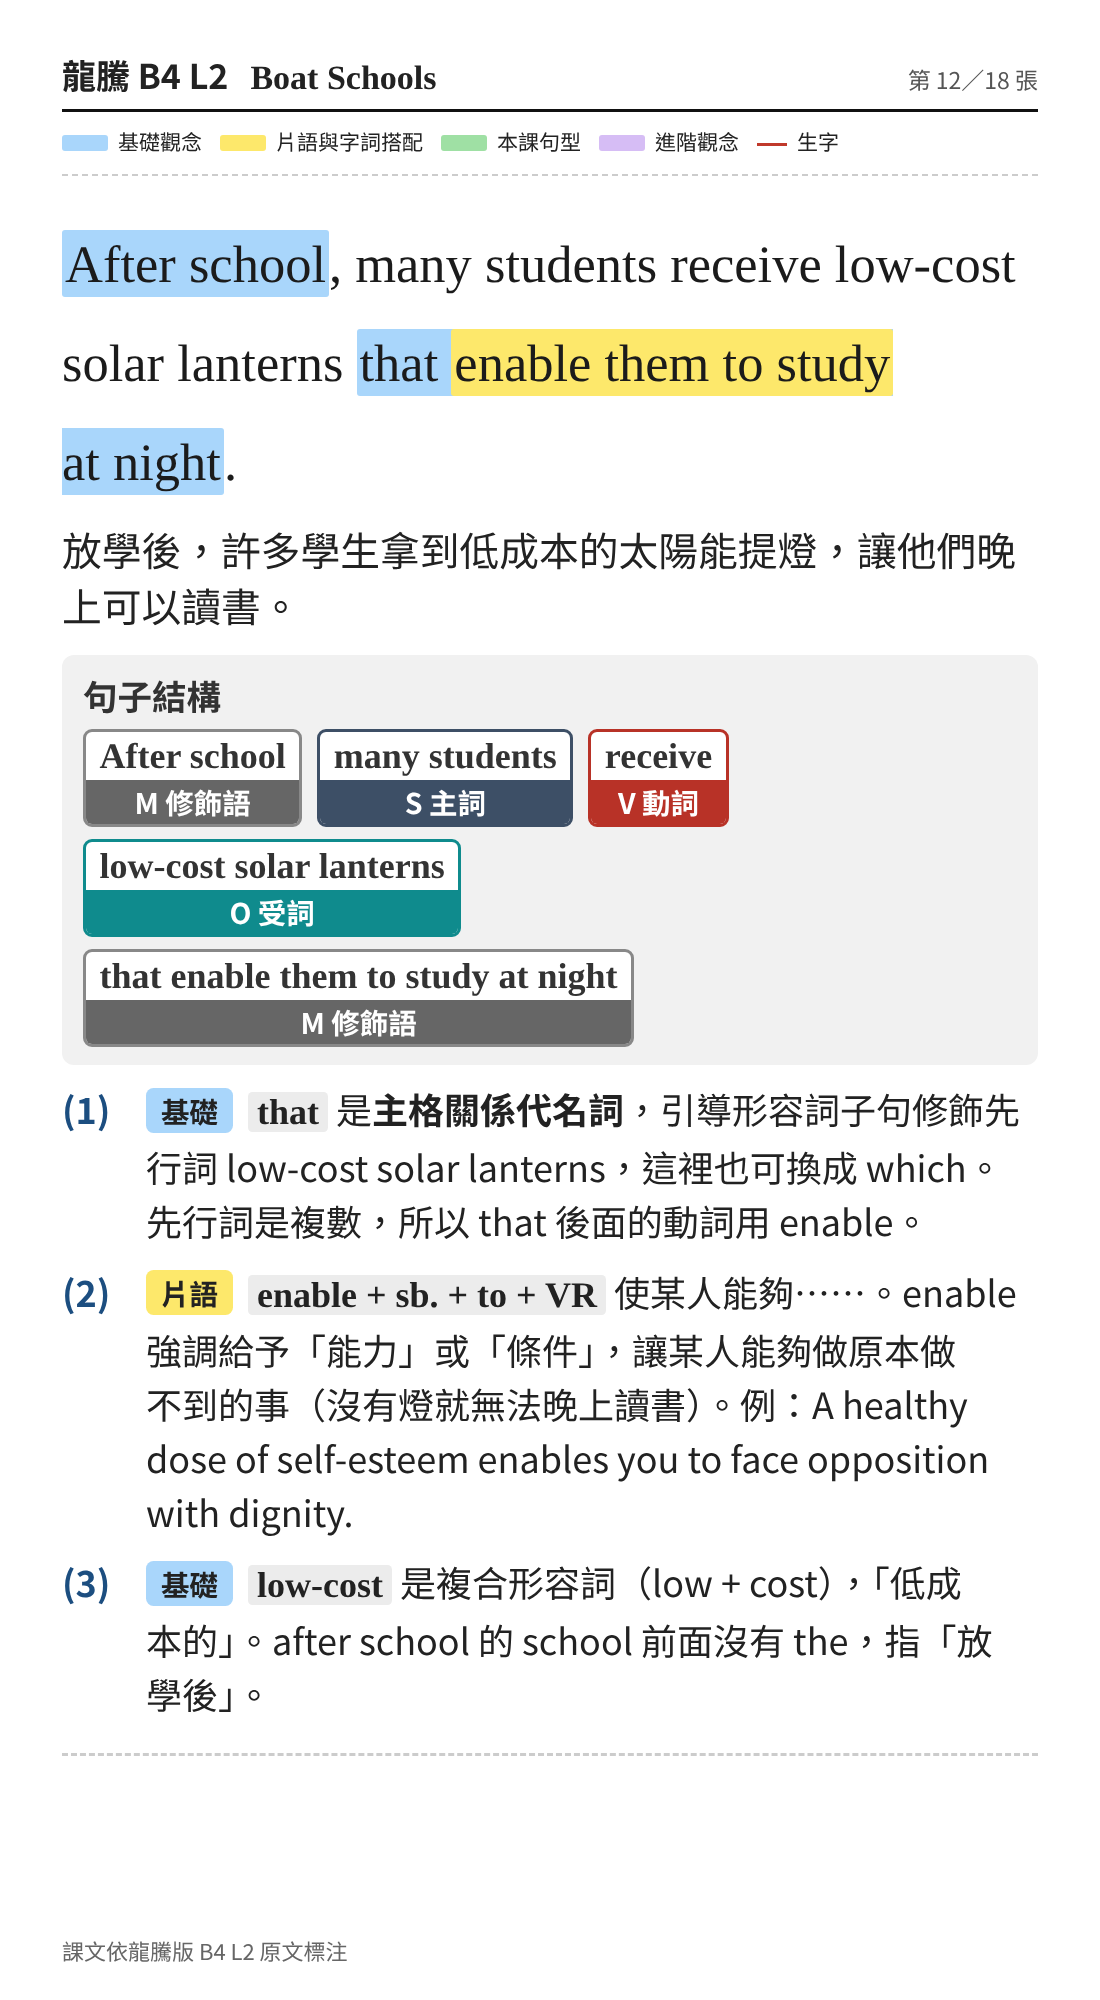 龍騰 B4 L2 Boat Schools
第 12／18 張
基礎觀念 片語與字詞搭配 本課句型 進階觀念 生字
After school, many students receive low-cost
solar lanterns that enable them to study
at night.
放學後，許多學生拿到低成本的太陽能提燈，讓他們晚
上可以讀書。
句子結構
After school many students receive
M 修飾語 S 主詞 V 動詞
low-cost solar lanterns
O 受詞
that enable them to study at night
M 修飾語
(1) 基礎 that 是主格關係代名詞，引導形容詞子句修飾先
行詞 low-cost solar lanterns，這裡也可換成 which。
先行詞是複數，所以 that 後面的動詞用 enable。
(2) 片語 enable + sb. + to + VR 使某人能夠……。enable
強調給予「能力」或「條件」，讓某人能夠做原本做
不到的事（沒有燈就無法晚上讀書）。例：A healthy
dose of self-esteem enables you to face opposition
with dignity.
(3) 基礎 low-cost 是複合形容詞（low + cost），「低成
本的」。after school 的 school 前面沒有 the，指「放
學後」。
課文依龍騰版 B4 L2 原文標注